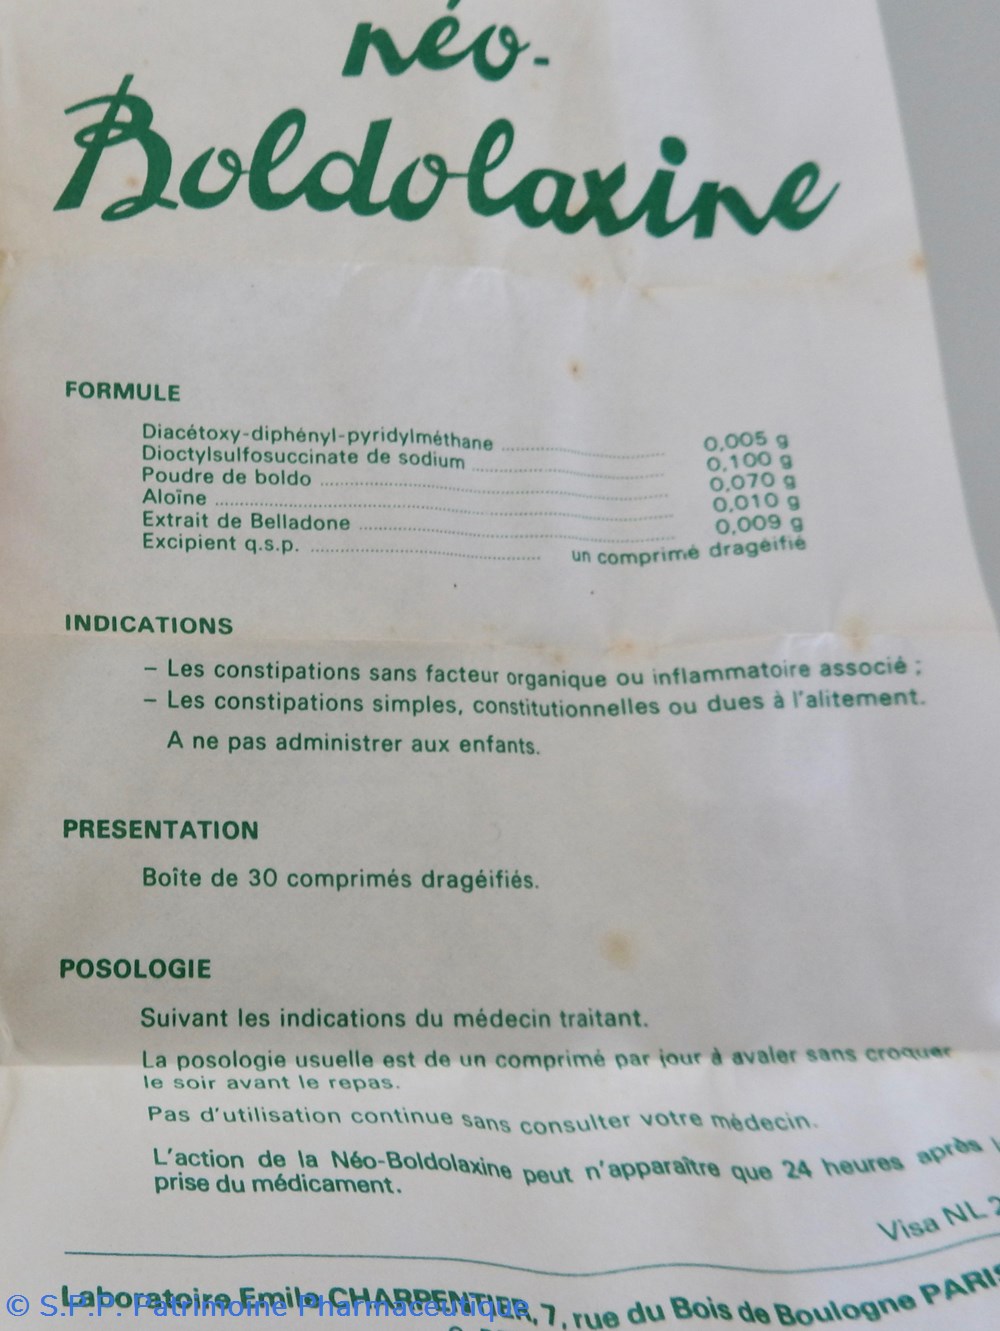 néo-
Boldolaxine
FORMULE
Diacétoxy-diphényl-pyridylméthane ........ 0,005 g
Dioctylsulfosuccinate de sodium ........ 0,100 g
Poudre de boldo ........ 0,070 g
Aloïne ........ 0,010 g
Extrait de Belladone ........ 0,009 g
Excipient q.s.p. ........ un comprimé dragéifié
INDICATIONS
– Les constipations sans facteur organique ou inflammatoire associé ;
– Les constipations simples, constitutionnelles ou dues à l'alitement.
A ne pas administrer aux enfants.
PRESENTATION
Boîte de 30 comprimés dragéifiés.
POSOLOGIE
Suivant les indications du médecin traitant.
La posologie usuelle est de un comprimé par jour à avaler sans croquer
le soir avant le repas.
Pas d'utilisation continue sans consulter votre médecin.
L'action de la Néo-Boldolaxine peut n'apparaître que 24 heures après
prise du médicament.
Visa NL
Laboratoire Emile CHARPENTIER, 7, rue du Bois de Boulogne PARIS
© S.P.P. Patrimoine Pharmaceutique